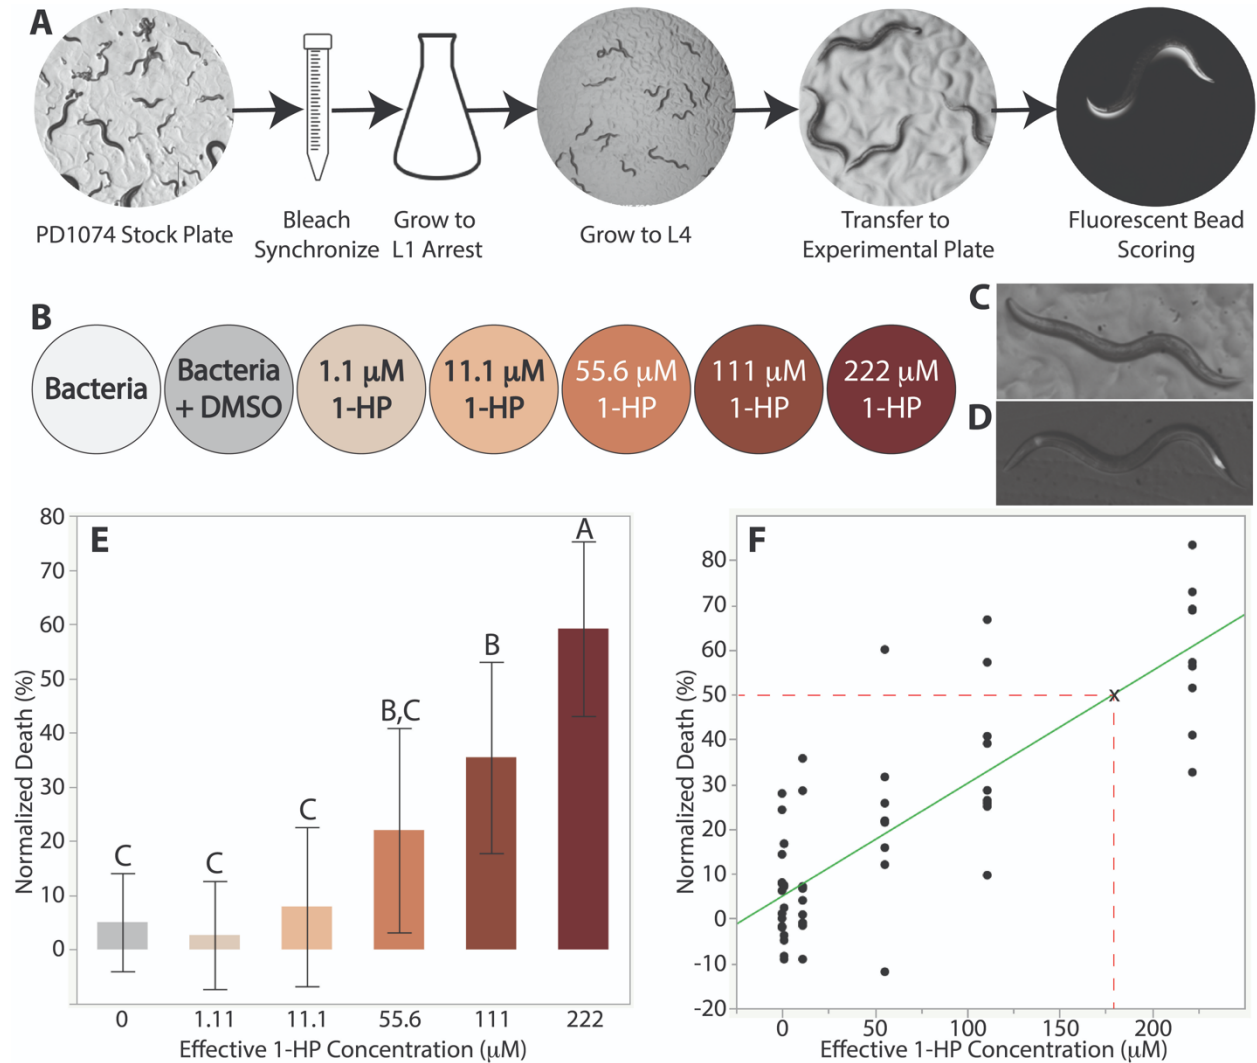 A
PD1074 Stock Plate
Bleach
Synchronize
Grow to
L1 Arrest
Grow to L4
Transfer to
Experimental Plate
Fluorescent Bead
Scoring
B
Bacteria
Bacteria
+ DMSO
1.1 μM
1-HP
11.1 μM
1-HP
55.6 μM
1-HP
111 μM
1-HP
222 μM
1-HP
C
D
E
Normalized Death (%)
80
70
60
50
40
30
20
10
0
C
C
C
B,C
B
A
0
1.11
11.1
55.6
111
222
Effective 1-HP Concentration (μM)
F
Normalized Death (%)
80
70
60
50
40
30
20
10
0
-10
-20
x
0
50
100
150
200
Effective 1-HP Concentration (μM)